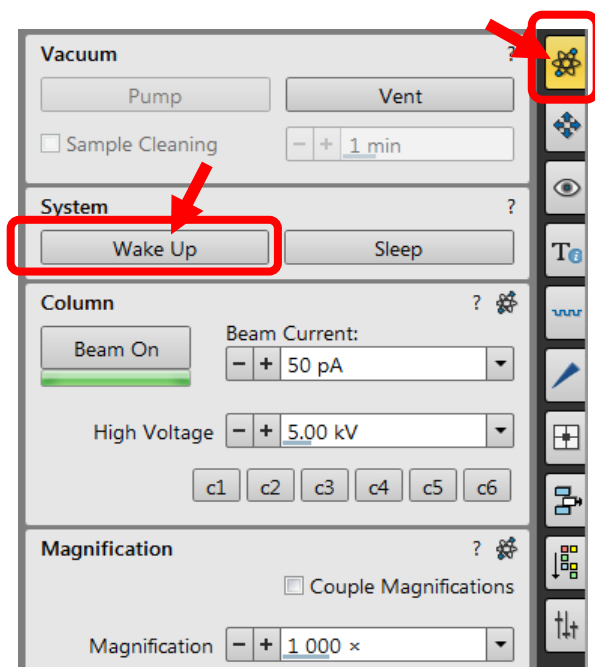 Vacuum ?
Pump Vent
Sample Cleaning − + 1 min
System ?
Wake Up Sleep
T i
Column ?
Beam On
Beam Current:
− + 50 pA
High Voltage − + 5.00 kV
c1 c2 c3 c4 c5 c6
Magnification ?
Couple Magnifications
Magnification − + 1 000 ×